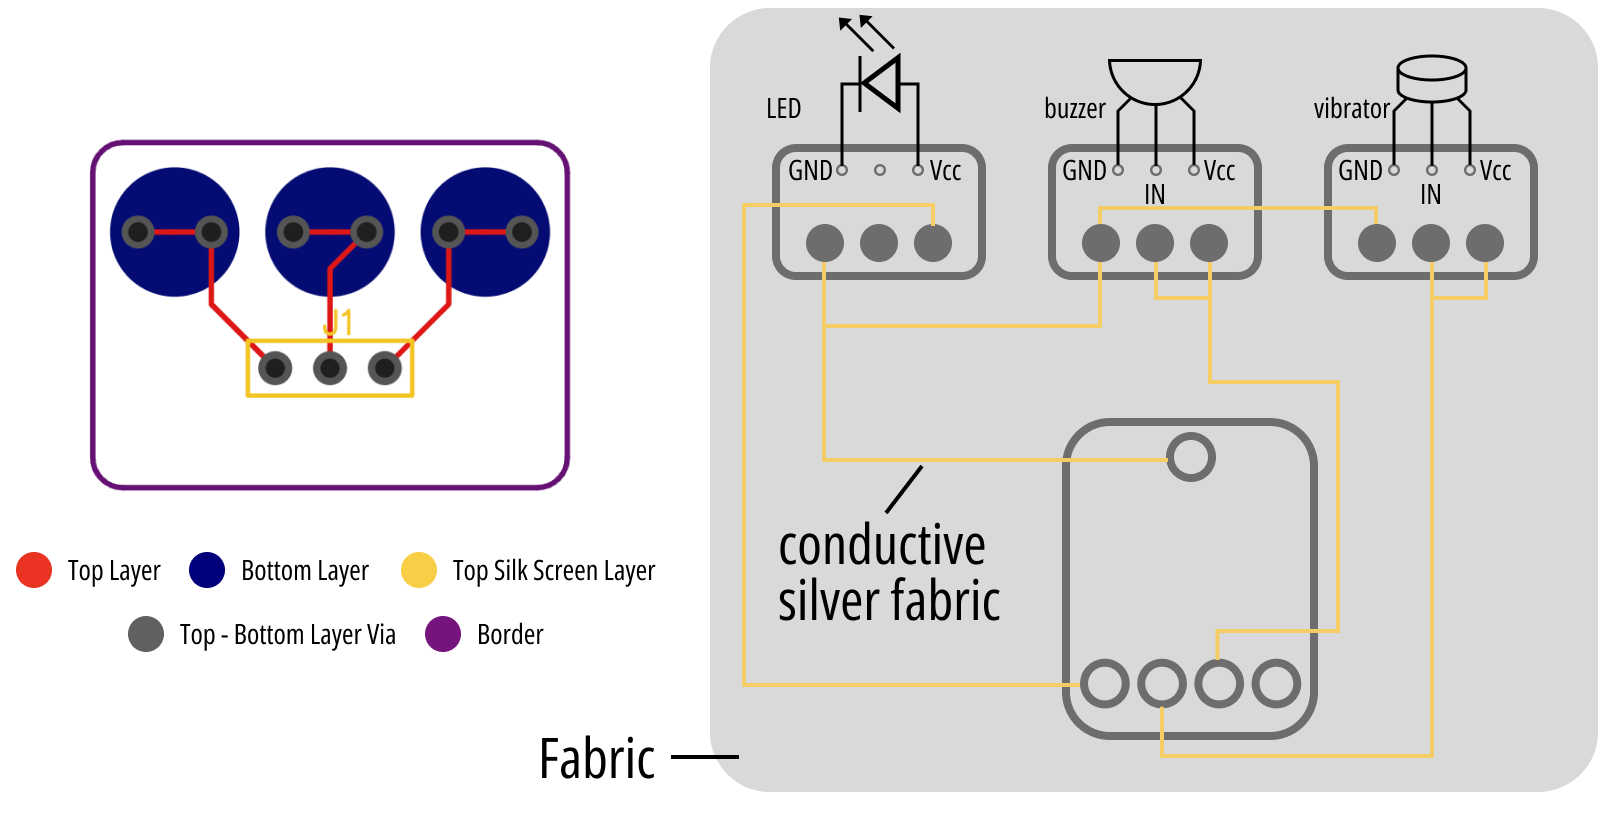 LED
buzzer
vibrator
GND Vcc
GND Vcc
IN
GND Vcc
IN
J1
conductive
silver fabric
Top Layer
Bottom Layer
Top Silk Screen Layer
Top - Bottom Layer Via
Border
Fabric